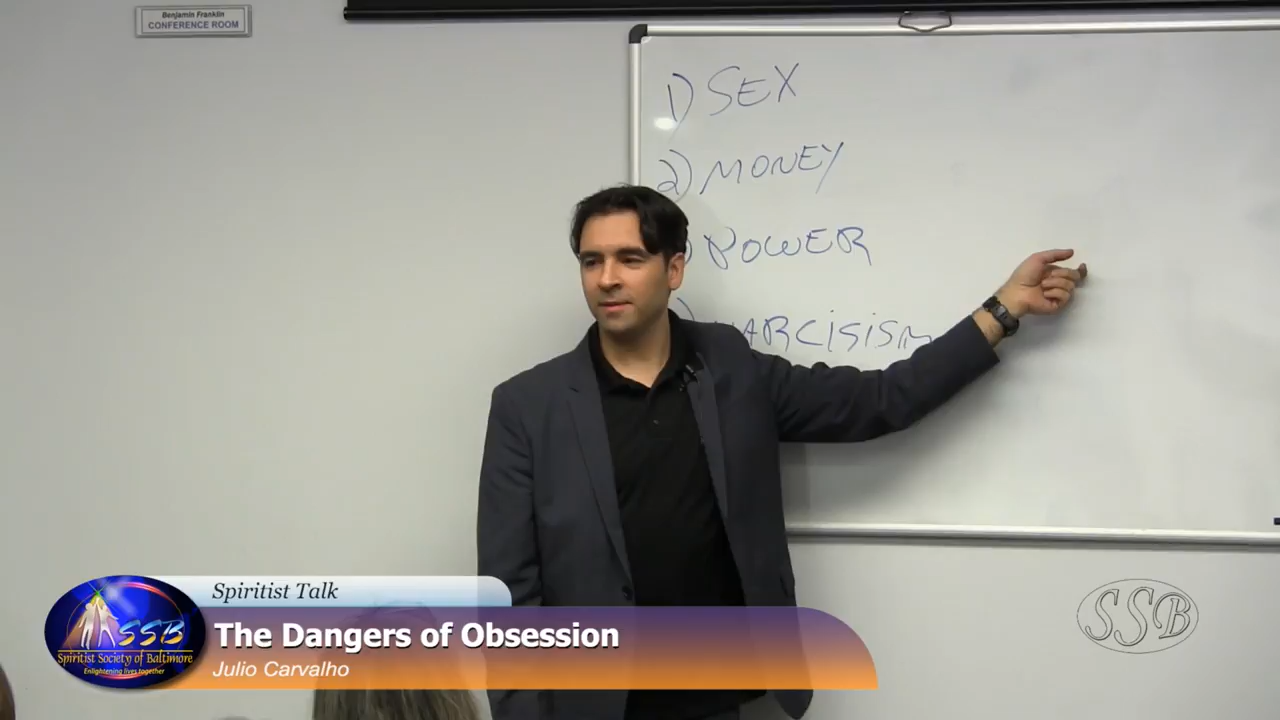 Benjamin Franklin
CONFERENCE ROOM
1) SEX
2) MONEY
) POWER
) NARCISISM
Spiritist Talk
The Dangers of Obsession
Julio Carvalho
SSB
Spiritist Society of Baltimore
Enlightening lives together
SSB